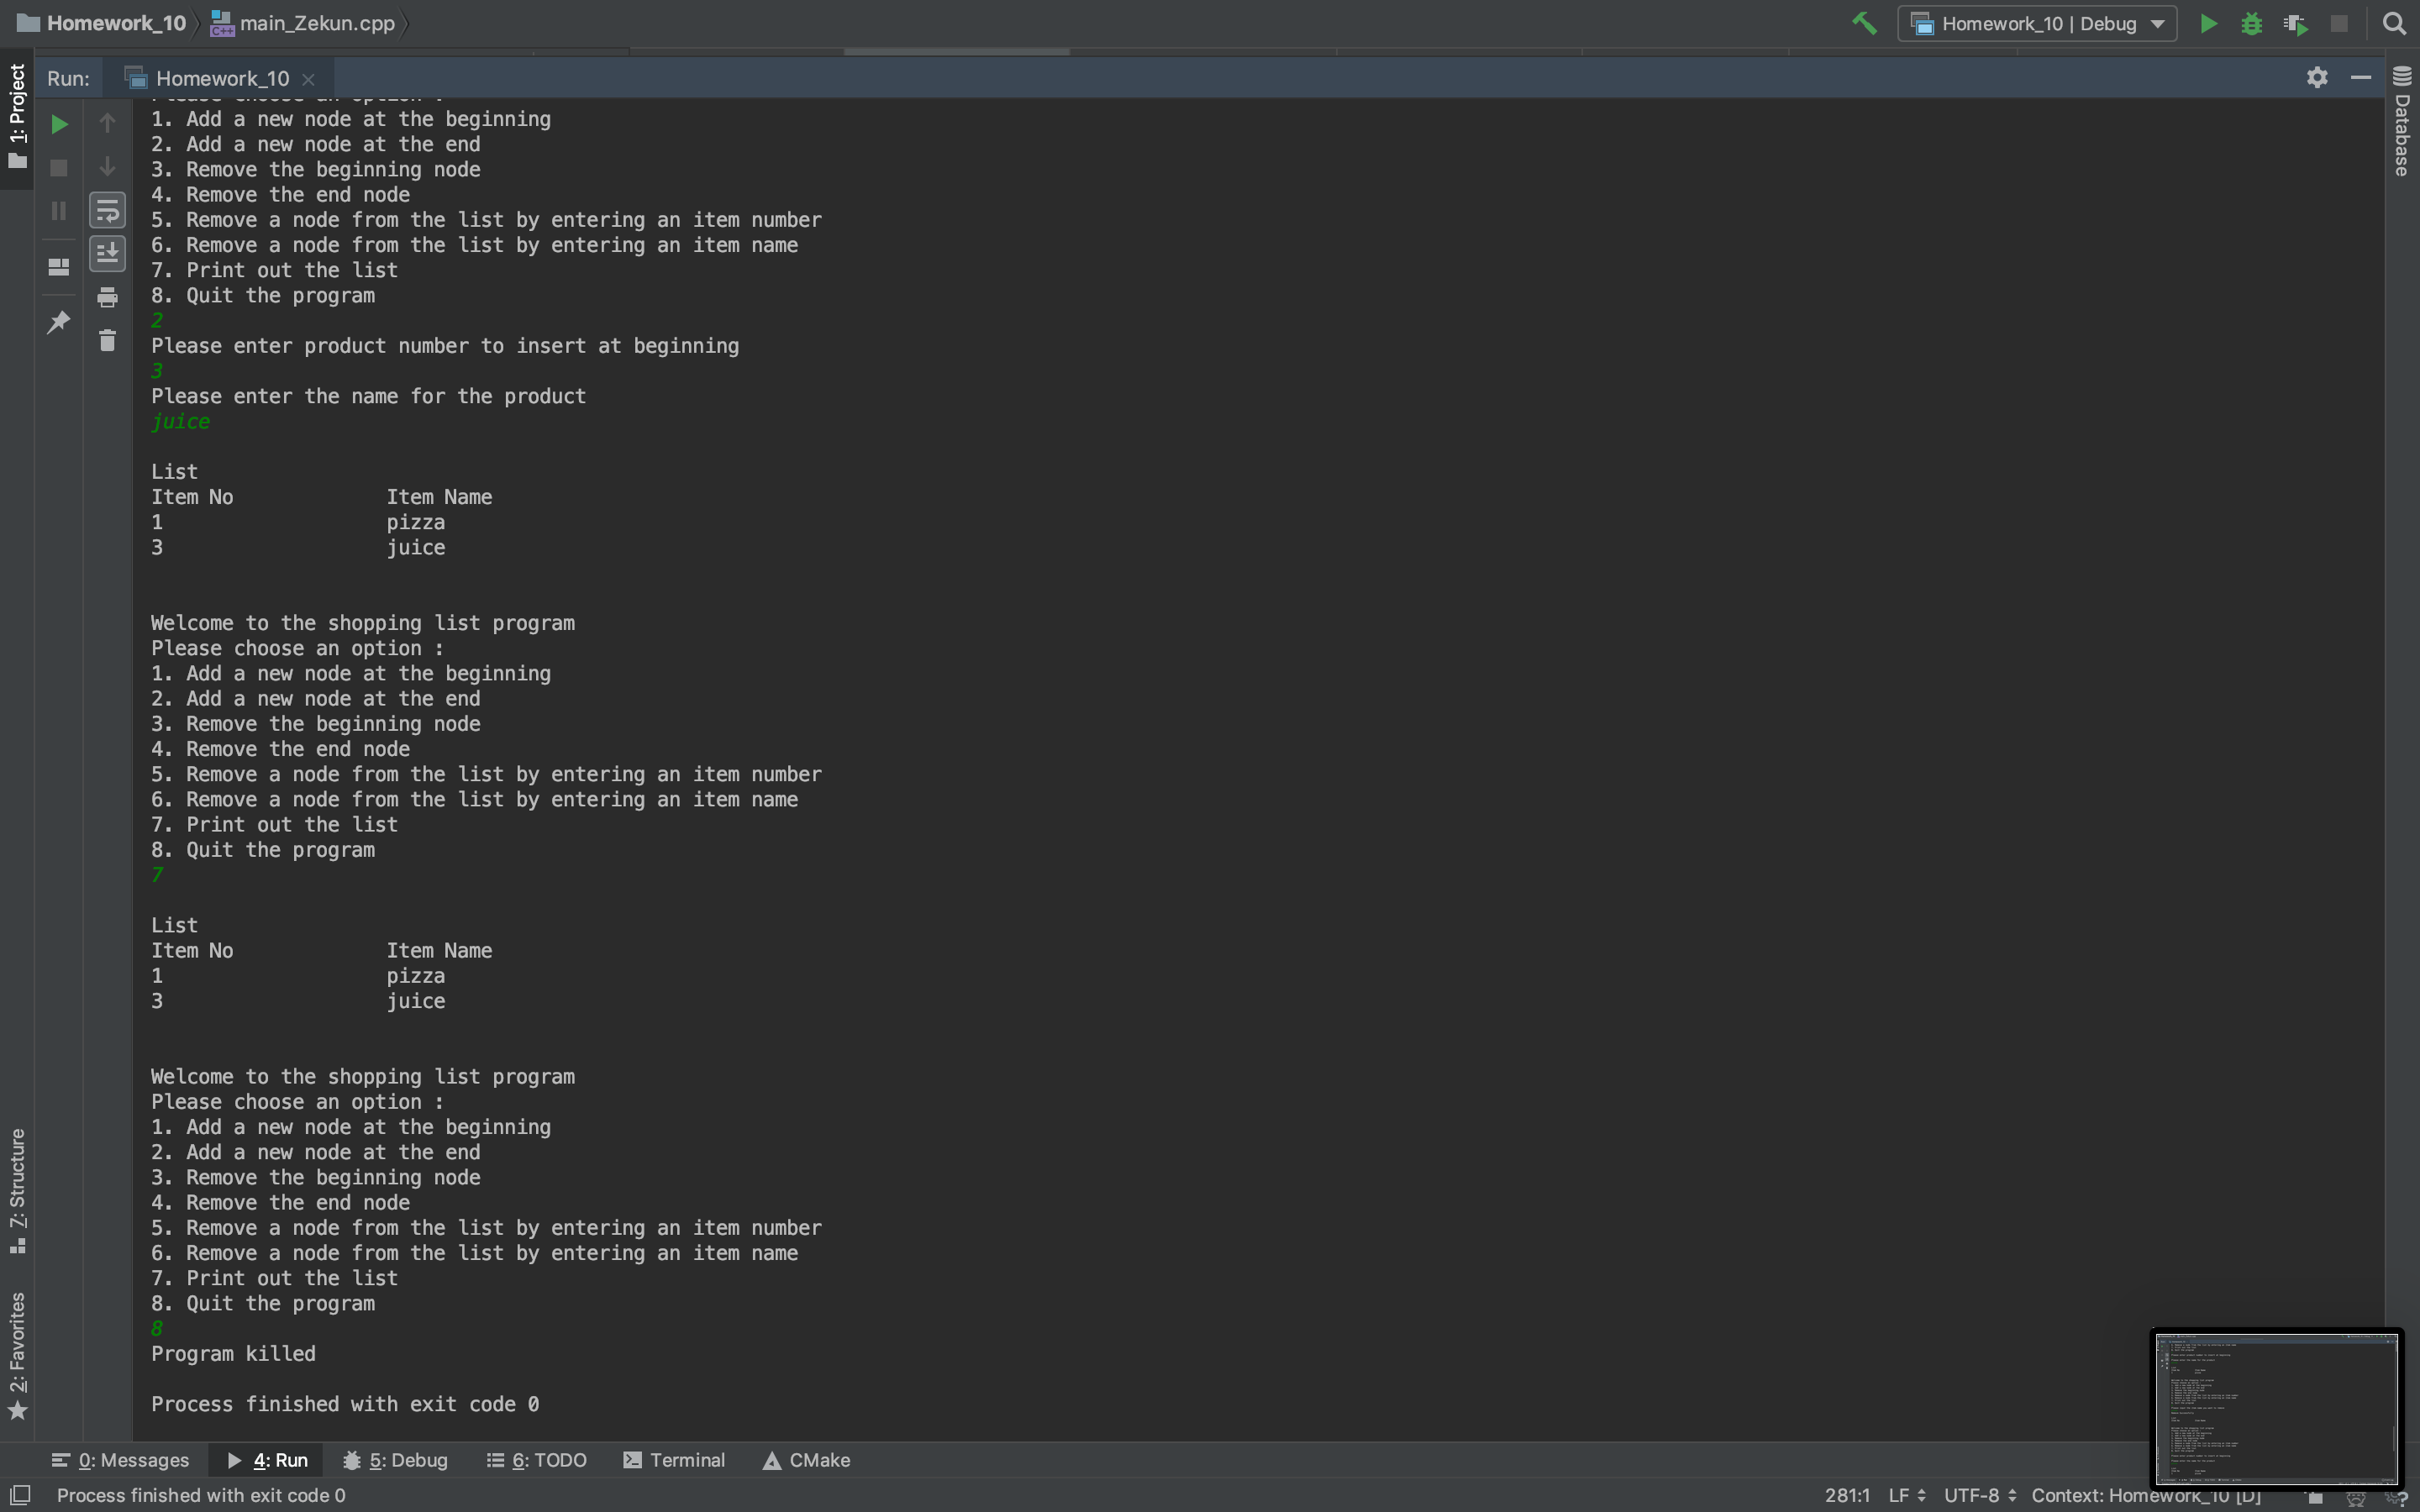 Homework_10 main_Zekun.cpp Homework_10 | Debug
Run: Homework_10
1: Project
Database
Please choose an option :
1. Add a new node at the beginning
2. Add a new node at the end
3. Remove the beginning node
4. Remove the end node
5. Remove a node from the list by entering an item number
6. Remove a node from the list by entering an item name
7. Print out the list
8. Quit the program
2
Please enter product number to insert at beginning
3
Please enter the name for the product
juice
List
Item No Item Name
1 pizza
3 juice
Welcome to the shopping list program
Please choose an option :
1. Add a new node at the beginning
2. Add a new node at the end
3. Remove the beginning node
4. Remove the end node
5. Remove a node from the list by entering an item number
6. Remove a node from the list by entering an item name
7. Print out the list
8. Quit the program
7
List
Item No Item Name
1 pizza
3 juice
Welcome to the shopping list program
Please choose an option :
1. Add a new node at the beginning
2. Add a new node at the end
3. Remove the beginning node
4. Remove the end node
5. Remove a node from the list by entering an item number
6. Remove a node from the list by entering an item name
7. Print out the list
8. Quit the program
8
Program killed
Process finished with exit code 0
7: Structure
2: Favorites
0: Messages 4: Run 5: Debug 6: TODO Terminal CMake
Process finished with exit code 0 281:1 LF UTF-8 Context: Homework_10 [D]